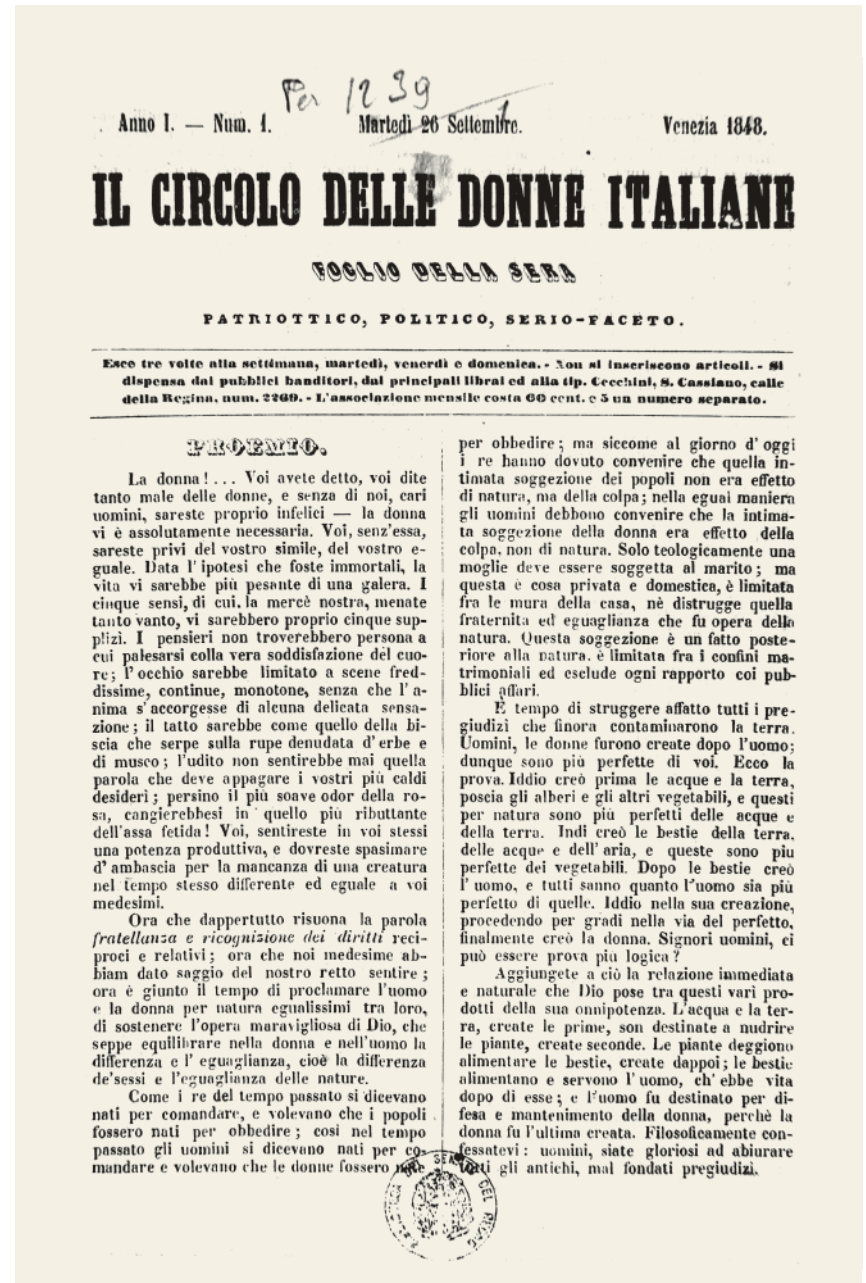 Per 1239
Anno I. — Num. 1. Martedì 26 Settembre. Venezia 1848.
IL CIRCOLO DELLE DONNE ITALIANE
FOGLIO DELLA SERA
PATRIOTTICO, POLITICO, SERIO-FACETO.
Esce tre volte alla settimana, martedì, venerdì e domenica. - Non si inseriscono articoli. - Si
dispensa dai pubblici banditori, dai principali librai ed alla tip. Cecchini, S. Cassiano, calle
della Regina, num. 2269. - L'associazione mensile costa 60 cent. e 5 un numero separato.
PROEMIO.
La donna!... Voi avete detto, voi dite
tanto male delle donne, e senza di noi, cari
uomini, sareste proprio infelici — la donna
vi è assolutamente necessaria. Voi, senz'essa,
sareste privi del vostro simile, del vostro e-
guale. Data l'ipotesi che foste immortali, la
vita vi sarebbe più pesante di una galera. I
cinque sensi, di cui, la mercè nostra, menate
tanto vanto, vi sarebbero proprio cinque sup-
plizi. I pensieri non troverebbero persona a
cui palesarsi colla vera soddisfazione del cuo-
re; l'occhio sarebbe limitato a scene fred-
dissime, continue, monotone, senza che l'a-
nima s'accorgesse di alcuna delicata sensa-
zione; il tatto sarebbe come quello della bi-
scia che serpe sulla rupe denudata d'erbe e
di musco; l'udito non sentirebbe mai quella
parola che deve appagare i vostri più caldi
desideri; persino il più soave odor della ro-
sa, cangierebbesi in quello più ributtante
dell'assa fetida! Voi, sentireste in voi stessi
una potenza produttiva, e dovreste spasimare
d'ambascia per la mancanza di una creatura
nel tempo stesso differente ed eguale a voi
medesimi.
Ora che dappertutto risuona la parola
fratellanza e ricognizione dei diritti reci-
proci e relativi; ora che noi medesime ab-
biam dato saggio del nostro retto sentire;
ora è giunto il tempo di proclamare l'uomo
e la donna per natura egualissimi tra loro,
di sostenere l'opera maravigliosa di Dio, che
seppe equilibrare nella donna e nell'uomo la
differenza e l'eguaglianza, cioè la differenza
de'sessi e l'eguaglianza delle nature.
Come i re del tempo passato si dicevano
nati per comandare, e volevano che i popoli
fossero nati per obbedire; così nel tempo
passato gli uomini si dicevano nati per co-
mandare e volevano che le donne fossero nate
per obbedire; ma siccome al giorno d'oggi
i re hanno dovuto convenire che quella in-
timata soggezione dei popoli non era effetto
di natura, ma della colpa; nella egual maniera
gli uomini debbono convenire che la intima-
ta soggezione della donna era effetto della
colpa, non di natura. Solo teologicamente una
moglie deve essere soggetta al marito; ma
questa è cosa privata e domestica, è limitata
fra le mura della casa, nè distrugge quella
fraternita ed eguaglianza che fu opera della
natura. Questa soggezione è un fatto poste-
riore alla natura, è limitata fra i confini ma-
trimoniali ed esclude ogni rapporto coi pub-
blici affari.
È tempo di struggere affatto tutti i pre-
giudizi che finora contaminarono la terra.
Uomini, le donne furono create dopo l'uomo;
dunque sono più perfette di voi. Ecco la
prova. Iddio creò prima le acque e la terra,
poscia gli alberi e gli altri vegetabili, e questi
per natura sono più perfetti delle acque e
della terra. Indi creò le bestie della terra,
delle acque e dell'aria, e queste sono più
perfette dei vegetabili. Dopo le bestie creò
l'uomo, e tutti sanno quanto l'uomo sia più
perfetto di quelle. Iddio nella sua creazione,
procedendo per gradi nella via del perfetto,
finalmente creò la donna. Signori uomini, ci
può essere prova più logica?
Aggiungete a ciò la relazione immediata
e naturale che Dio pose tra questi vari pro-
dotti della sua onnipotenza. L'acqua e la ter-
ra, create le prime, son destinate a nudrire
le piante, create seconde. Le piante deggiono
alimentare le bestie, create dappoi; le bestie
alimentano e servono l'uomo, ch'ebbe vita
dopo di esse; e l'uomo fu destinato per di-
fesa e mantenimento della donna, perchè la
donna fu l'ultima creata. Filosoficamente con-
fessatevi: uomini, siate gloriosi ad abiurare
tutti gli antichi, mal fondati pregiudizi.